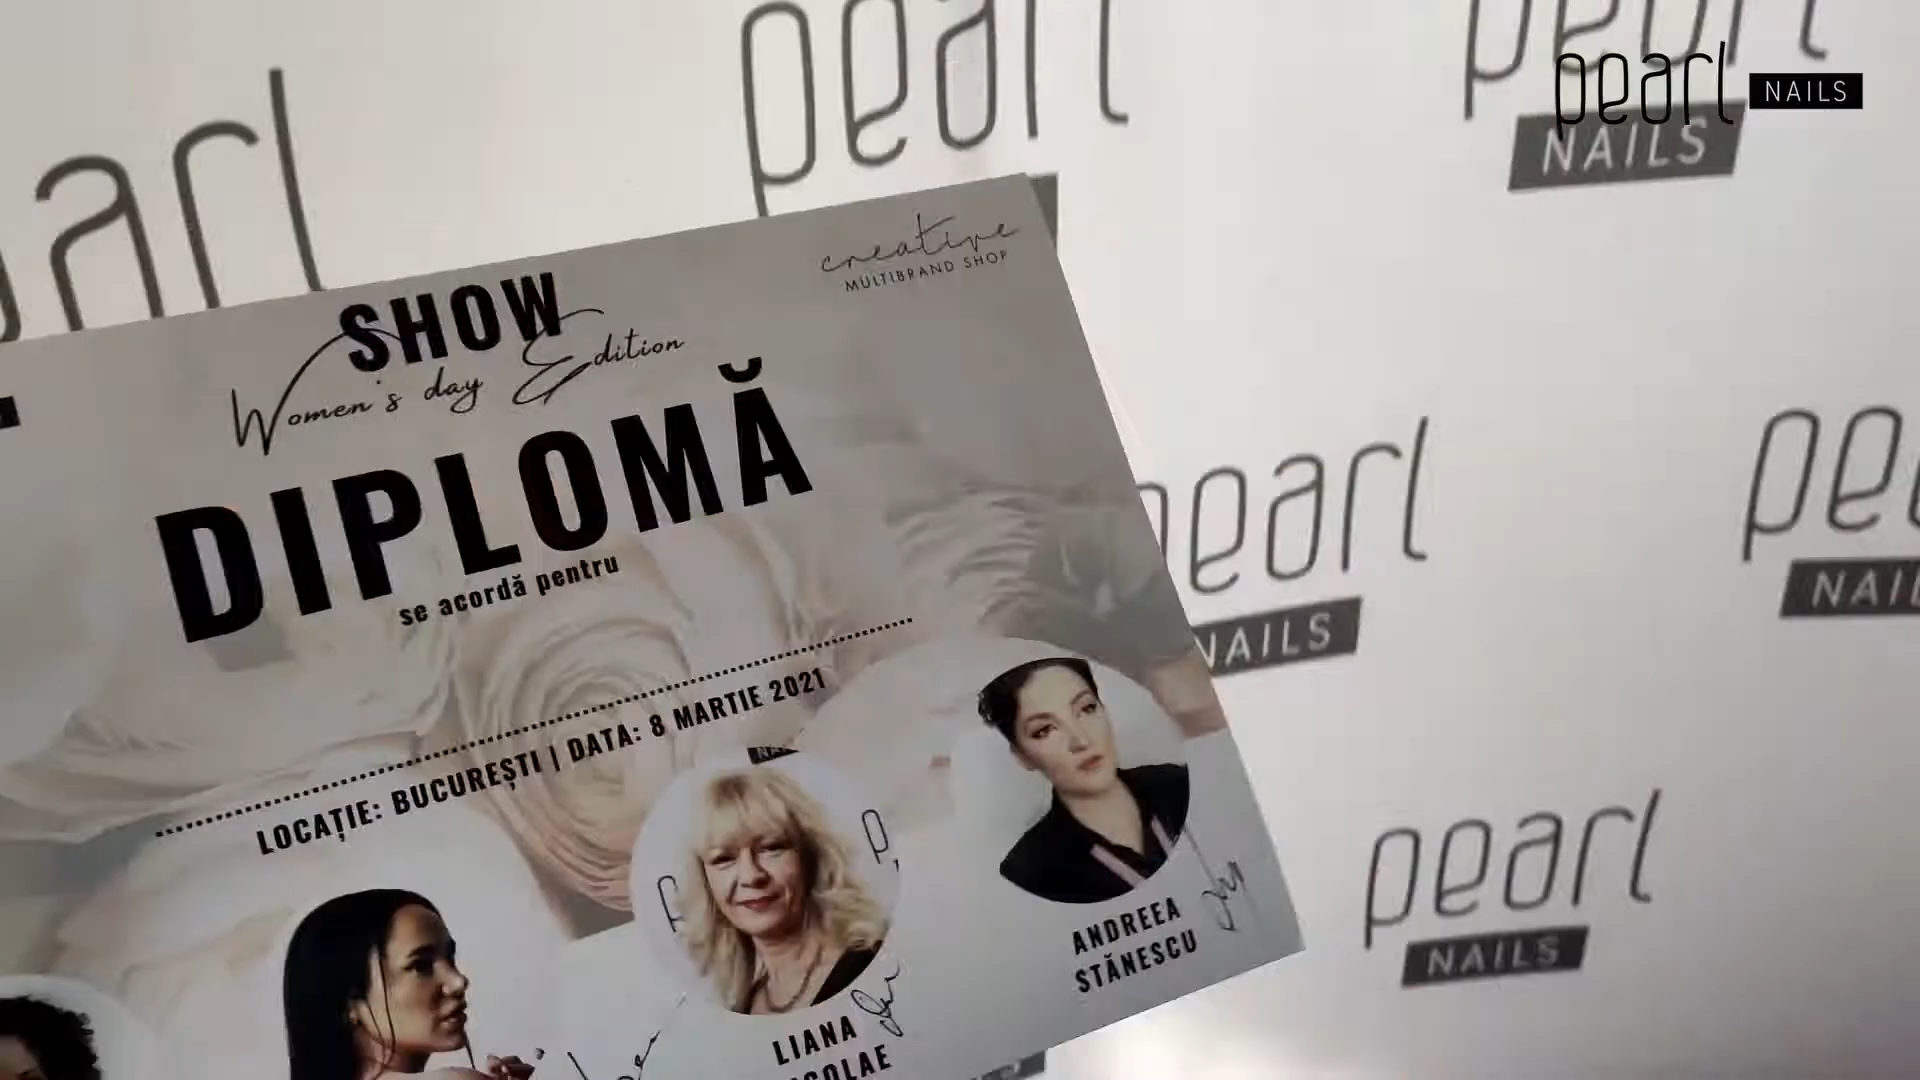 pearl NAILS
pearl
pearl
NAILS
arl
creative
MULTIBRAND SHOP
SHOW
Women's day Edition
DIPLOMĂ
se acordă pentru
LOCAȚIE: BUCUREȘTI | DATA: 8 MARTIE 2021
ANDREEA
STĂNESCU
LIANA
pearl
NAILS
pearl
NAILS